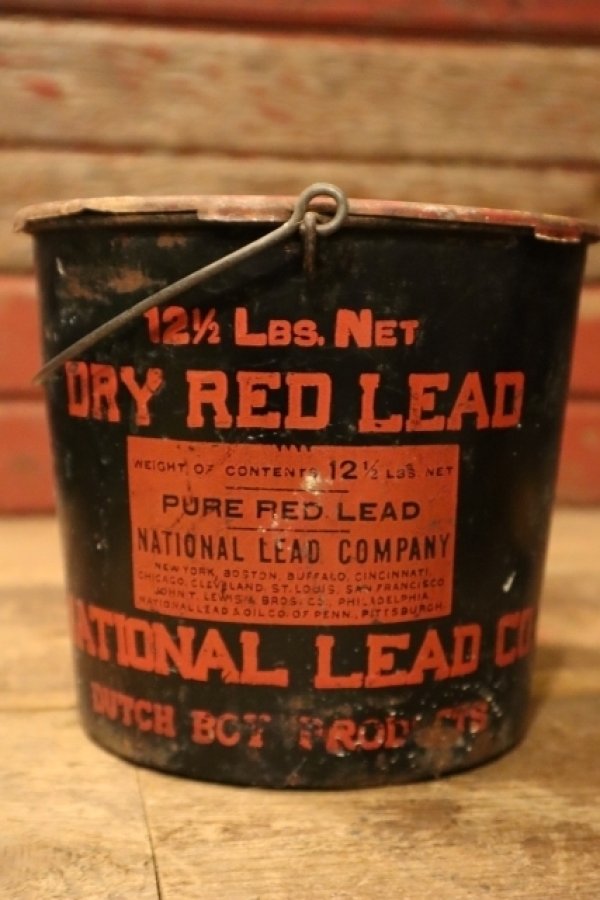 12½ LBS. NET
DRY RED LEAD
WEIGHT OF CONTENTS 12½ LBS. NET
PURE RED LEAD
NATIONAL LEAD COMPANY
NEW YORK, BOSTON, BUFFALO, CINCINNATI,
CHICAGO, CLEVELAND, ST. LOUIS, SAN FRANCISCO
JOHN T. LEWIS & BROS. CO., PHILADELPHIA
NATIONAL LEAD & OIL CO. OF PENN., PITTSBURGH.
NATIONAL LEAD CO.
DUTCH BOY PRODUCTS